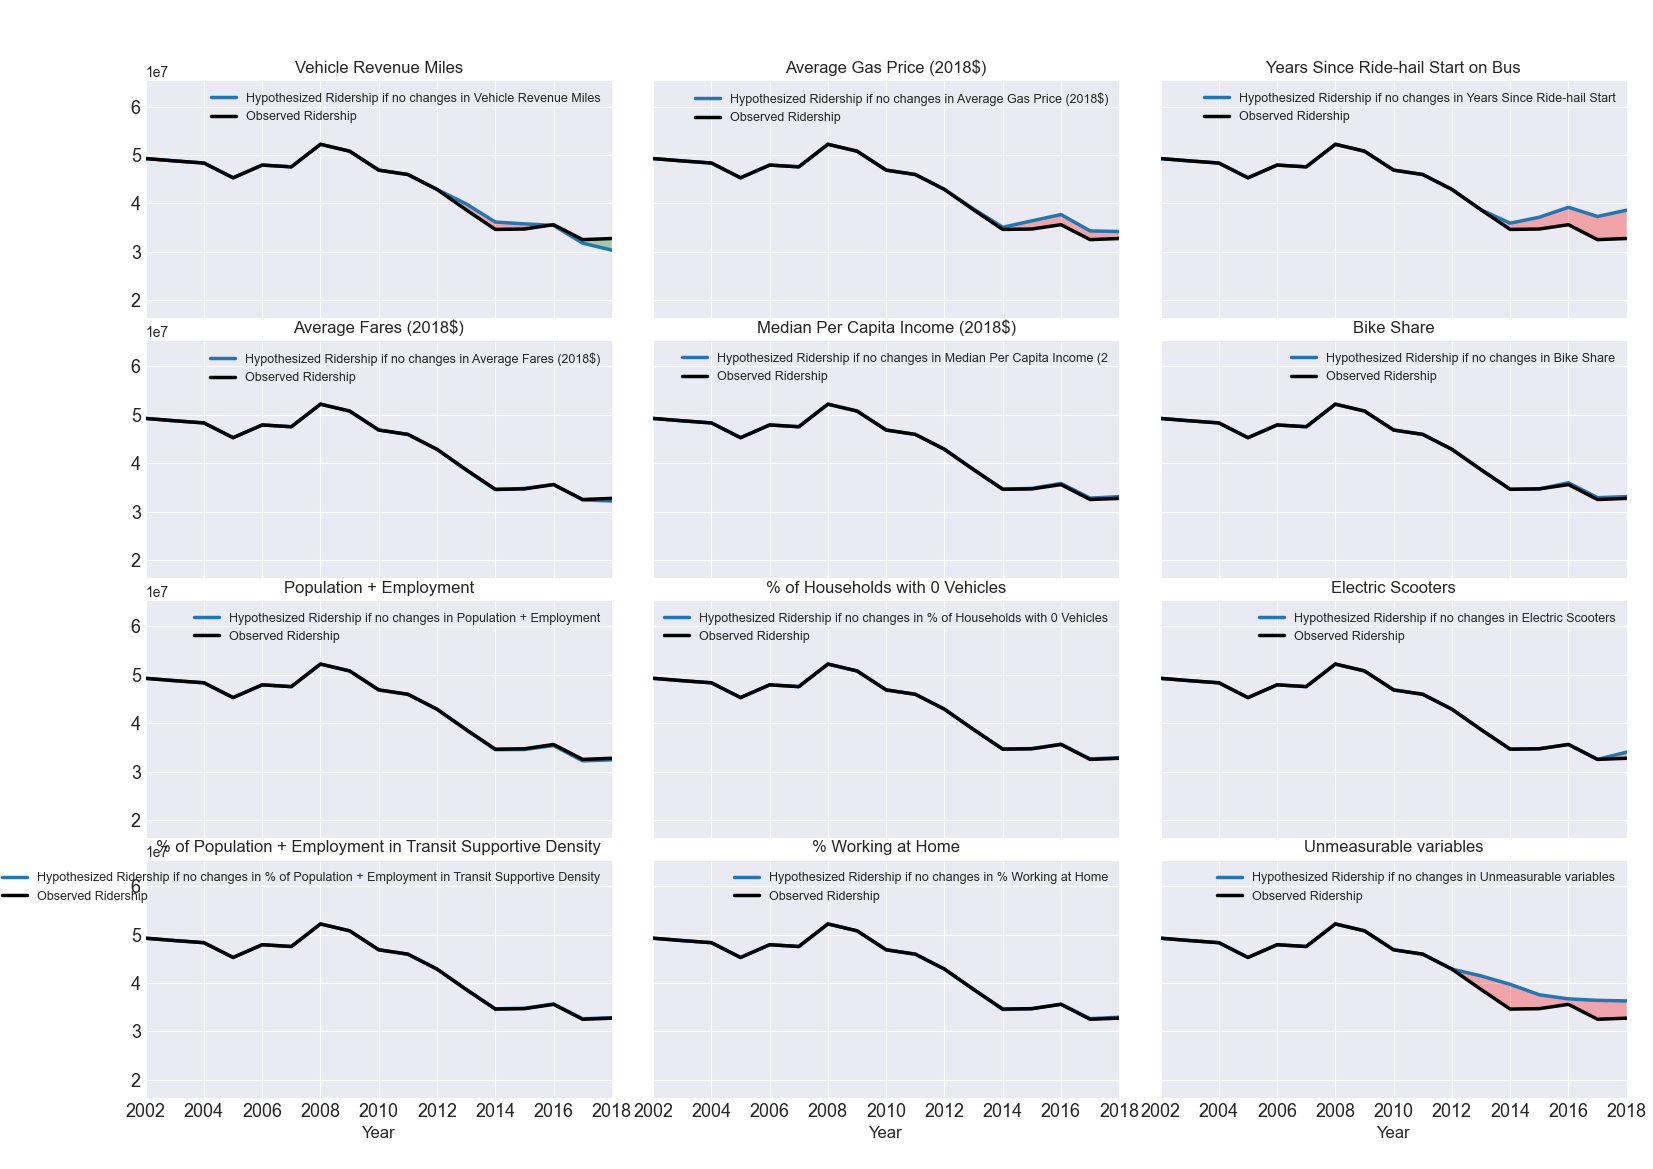 Vehicle Revenue Miles
1e7
Hypothesized Ridership if no changes in Vehicle Revenue Miles
Observed Ridership
6
5
4
3
2
Average Gas Price (2018$)
Hypothesized Ridership if no changes in Average Gas Price (2018$)
Observed Ridership
Years Since Ride-hail Start on Bus
Hypothesized Ridership if no changes in Years Since Ride-hail Start
Observed Ridership
Average Fares (2018$)
1e7
Hypothesized Ridership if no changes in Average Fares (2018$)
Observed Ridership
6
5
4
3
2
Median Per Capita Income (2018$)
Hypothesized Ridership if no changes in Median Per Capita Income (2
Observed Ridership
Bike Share
Hypothesized Ridership if no changes in Bike Share
Observed Ridership
Population + Employment
1e7
Hypothesized Ridership if no changes in Population + Employment
Observed Ridership
6
5
4
3
2
% of Households with 0 Vehicles
Hypothesized Ridership if no changes in % of Households with 0 Vehicles
Observed Ridership
Electric Scooters
Hypothesized Ridership if no changes in Electric Scooters
Observed Ridership
% of Population + Employment in Transit Supportive Density
1e7
Hypothesized Ridership if no changes in % of Population + Employment in Transit Supportive Density
Observed Ridership
6
5
4
3
2
2002 2004 2006 2008 2010 2012 2014 2016 2018
Year
% Working at Home
Hypothesized Ridership if no changes in % Working at Home
Observed Ridership
2002 2004 2006 2008 2010 2012 2014 2016 2018
Year
Unmeasurable variables
Hypothesized Ridership if no changes in Unmeasurable variables
Observed Ridership
2002 2004 2006 2008 2010 2012 2014 2016 2018
Year